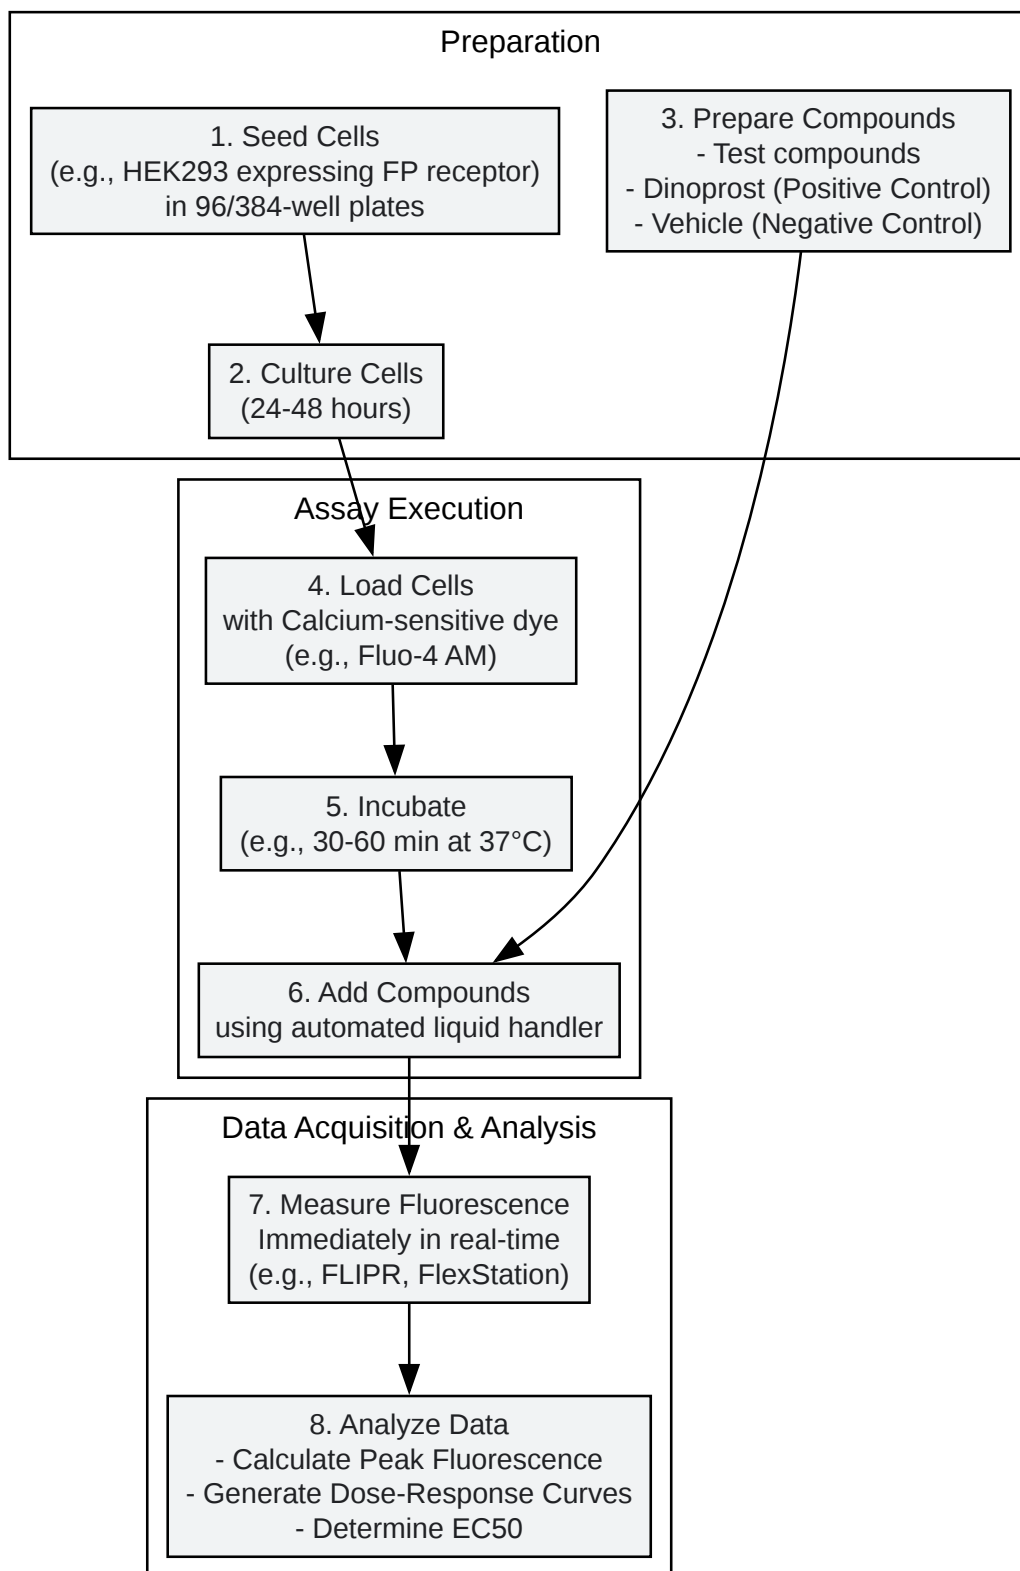 Preparation
1. Seed Cells
(e.g., HEK293 expressing FP receptor)
in 96/384-well plates
3. Prepare Compounds
- Test compounds
- Dinoprost (Positive Control)
- Vehicle (Negative Control)
2. Culture Cells
(24-48 hours)
Assay Execution
4. Load Cells
with Calcium-sensitive dye
(e.g., Fluo-4 AM)
5. Incubate
(e.g., 30-60 min at 37°C)
6. Add Compounds
using automated liquid handler
Data Acquisition & Analysis
7. Measure Fluorescence
Immediately in real-time
(e.g., FLIPR, FlexStation)
8. Analyze Data
- Calculate Peak Fluorescence
- Generate Dose-Response Curves
- Determine EC50